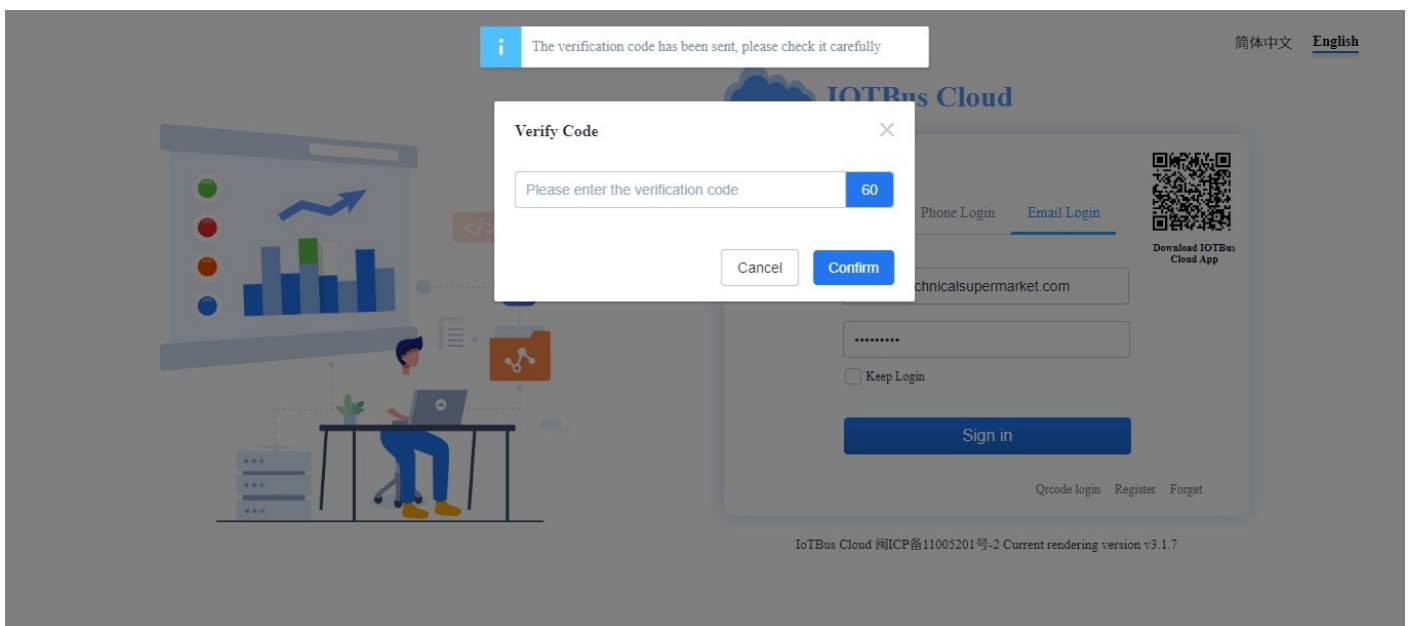 The verification code has been sent, please check it carefully
简体中文 English
IOTBus Cloud
Verify Code
Please enter the verification code 60
Cancel Confirm
Phone Login Email Login
Download IOTBus
Cloud App
chnicalsupermarket.com
•••••••••
Keep Login
Sign in
Qrcode login Register Forget
IoTBus Cloud 闽ICP备11005201号-2 Current rendering version v3.1.7